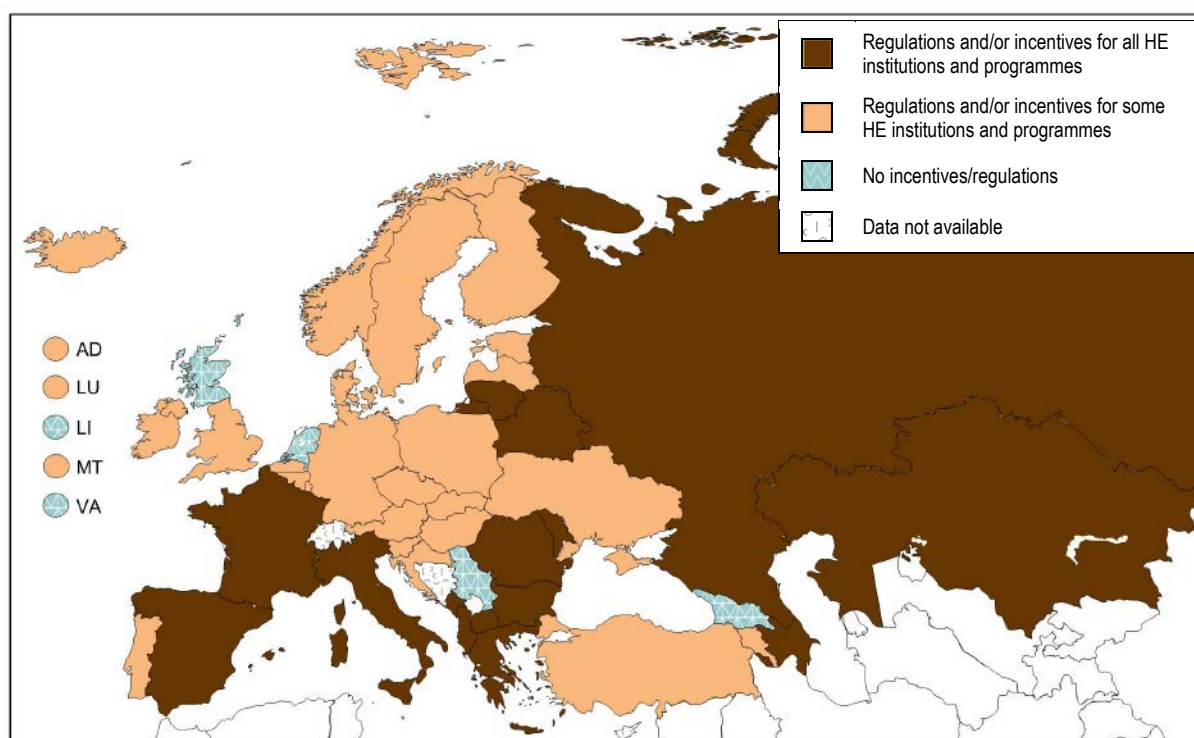 Regulations and/or incentives for all HE
institutions and programmes
Regulations and/or incentives for some
HE institutions and programmes
No incentives/regulations
Data not available
AD
LU
LI
MT
VA